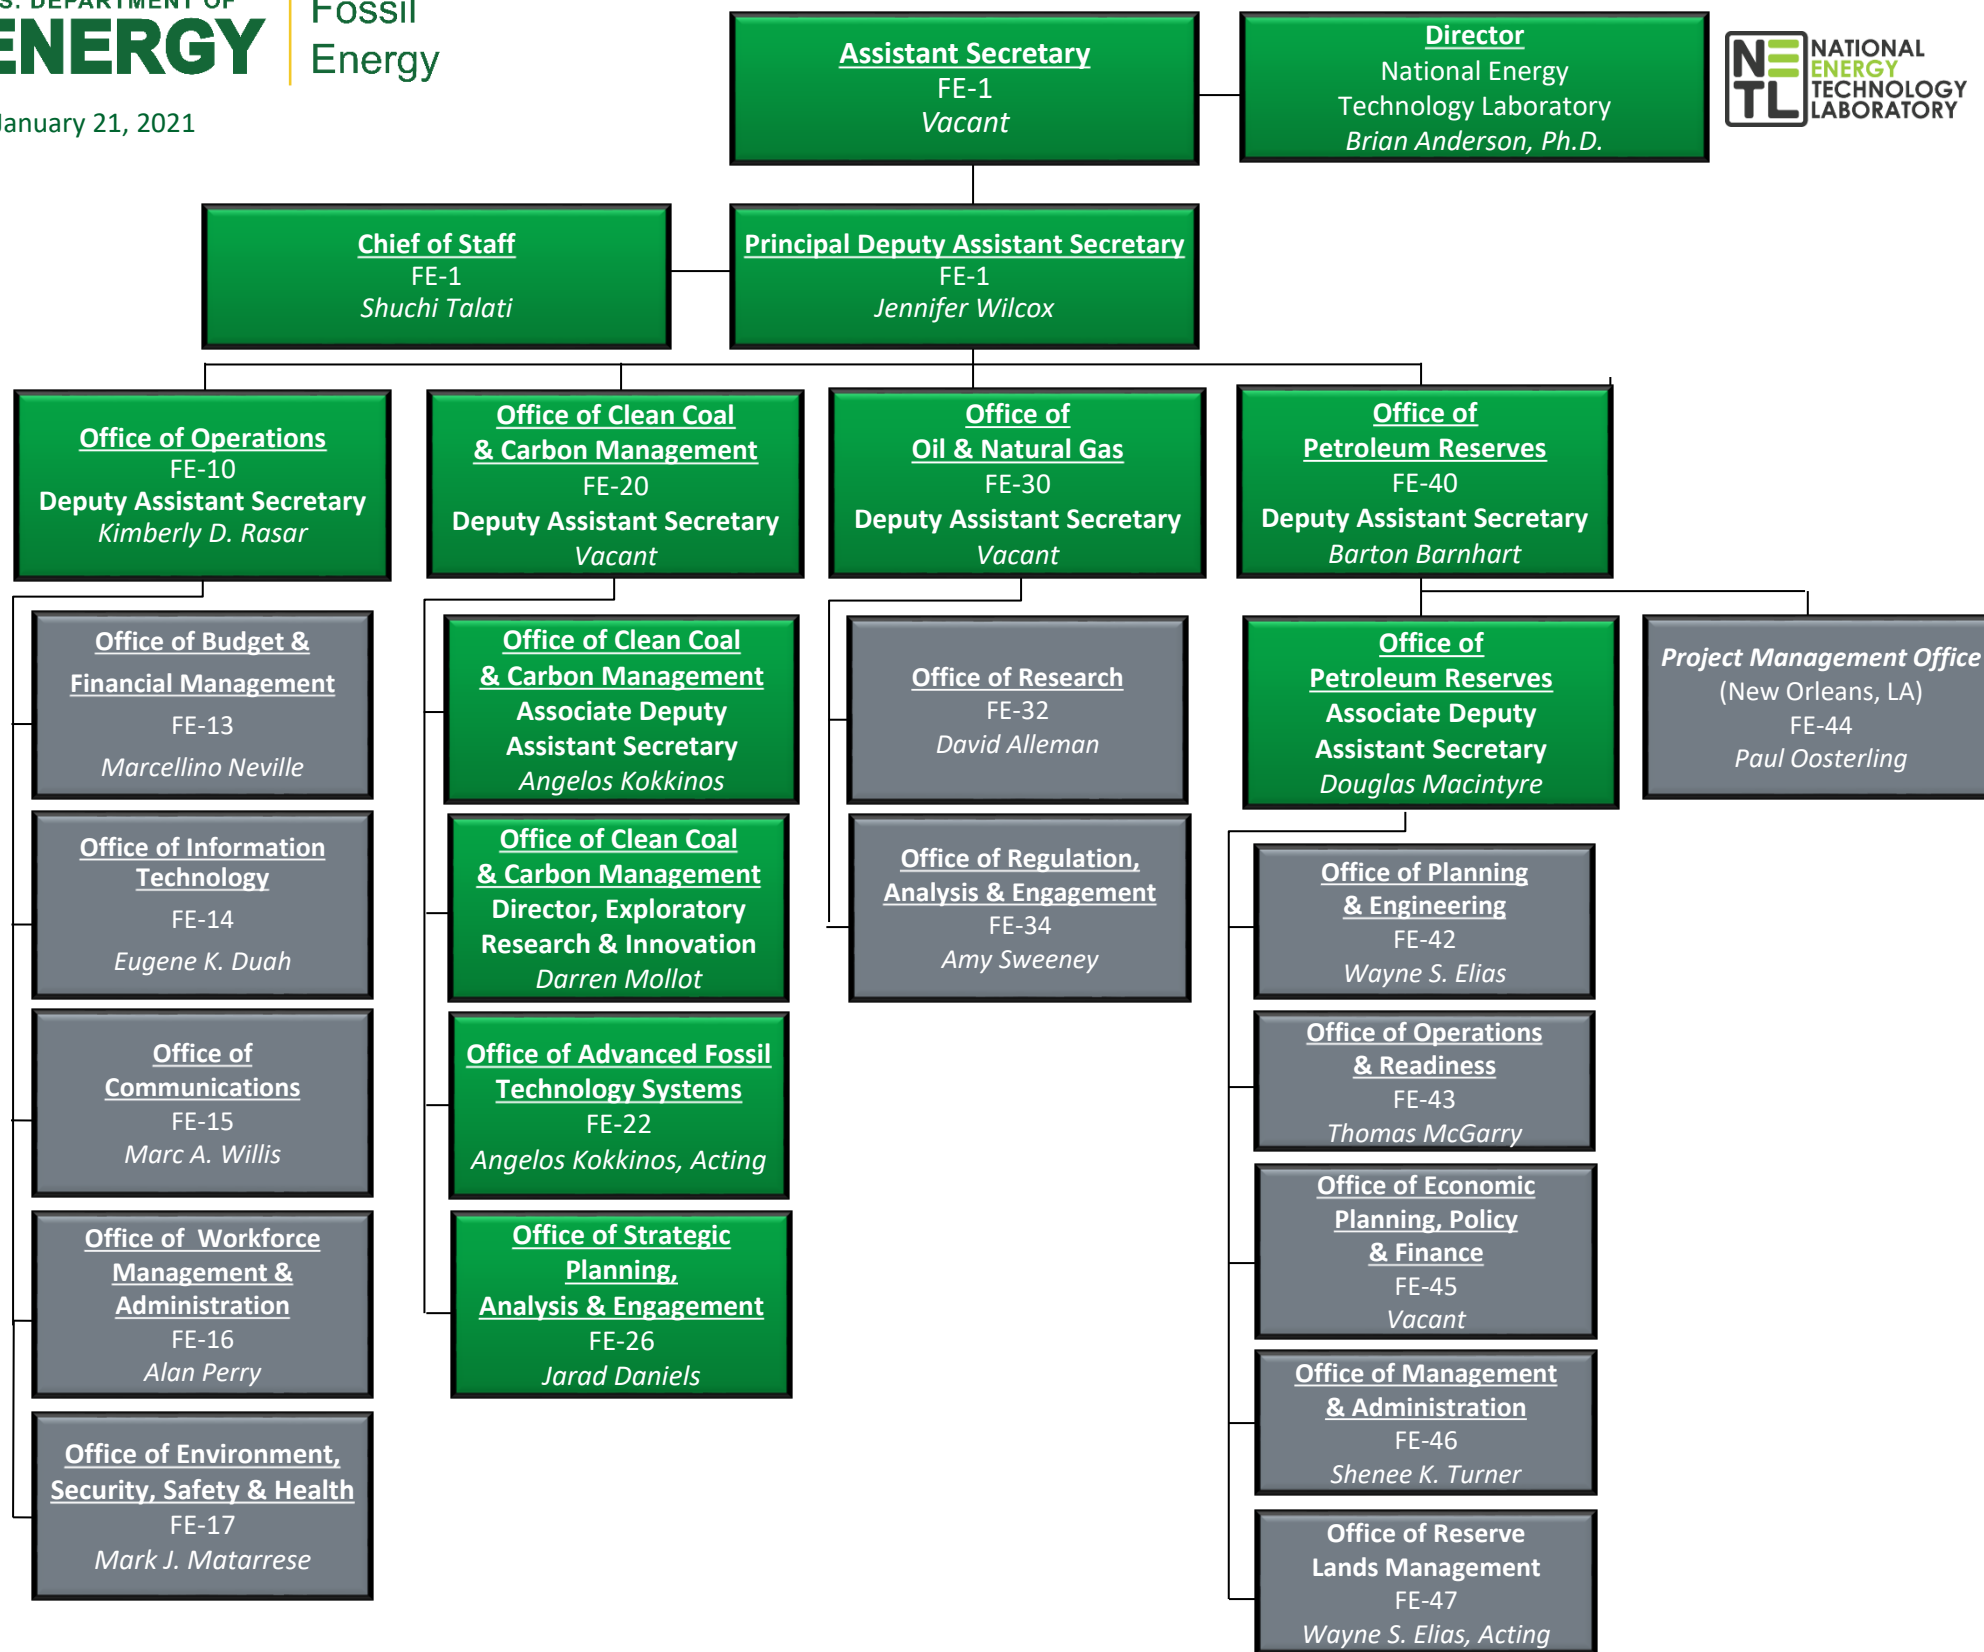 S. DEPARTMENT OF
ENERGY
Fossil
Energy
January 21, 2021
Assistant Secretary
FE-1
Vacant
Director
National Energy
Technology Laboratory
Brian Anderson, Ph.D.
NETL
NATIONAL
ENERGY
TECHNOLOGY
LABORATORY
Chief of Staff
FE-1
Shuchi Talati
Principal Deputy Assistant Secretary
FE-1
Jennifer Wilcox
Office of Operations
FE-10
Deputy Assistant Secretary
Kimberly D. Rasar
Office of Clean Coal
& Carbon Management
FE-20
Deputy Assistant Secretary
Vacant
Office of
Oil & Natural Gas
FE-30
Deputy Assistant Secretary
Vacant
Office of
Petroleum Reserves
FE-40
Deputy Assistant Secretary
Barton Barnhart
Office of Budget &
Financial Management
FE-13
Marcellino Neville
Office of Information
Technology
FE-14
Eugene K. Duah
Office of
Communications
FE-15
Marc A. Willis
Office of  Workforce
Management &
Administration
FE-16
Alan Perry
Office of Environment,
Security, Safety & Health
FE-17
Mark J. Matarrese
Office of Clean Coal
& Carbon Management
Associate Deputy
Assistant Secretary
Angelos Kokkinos
Office of Clean Coal
& Carbon Management
Director, Exploratory
Research & Innovation
Darren Mollot
Office of Advanced Fossil
Technology Systems
FE-22
Angelos Kokkinos, Acting
Office of Strategic
Planning,
Analysis & Engagement
FE-26
Jarad Daniels
Office of Research
FE-32
David Alleman
Office of Regulation,
Analysis & Engagement
FE-34
Amy Sweeney
Office of
Petroleum Reserves
Associate Deputy
Assistant Secretary
Douglas Macintyre
Project Management Office
(New Orleans, LA)
FE-44
Paul Oosterling
Office of Planning
& Engineering
FE-42
Wayne S. Elias
Office of Operations
& Readiness
FE-43
Thomas McGarry
Office of Economic
Planning, Policy
& Finance
FE-45
Vacant
Office of Management
& Administration
FE-46
Shenee K. Turner
Office of Reserve
Lands Management
FE-47
Wayne S. Elias, Acting